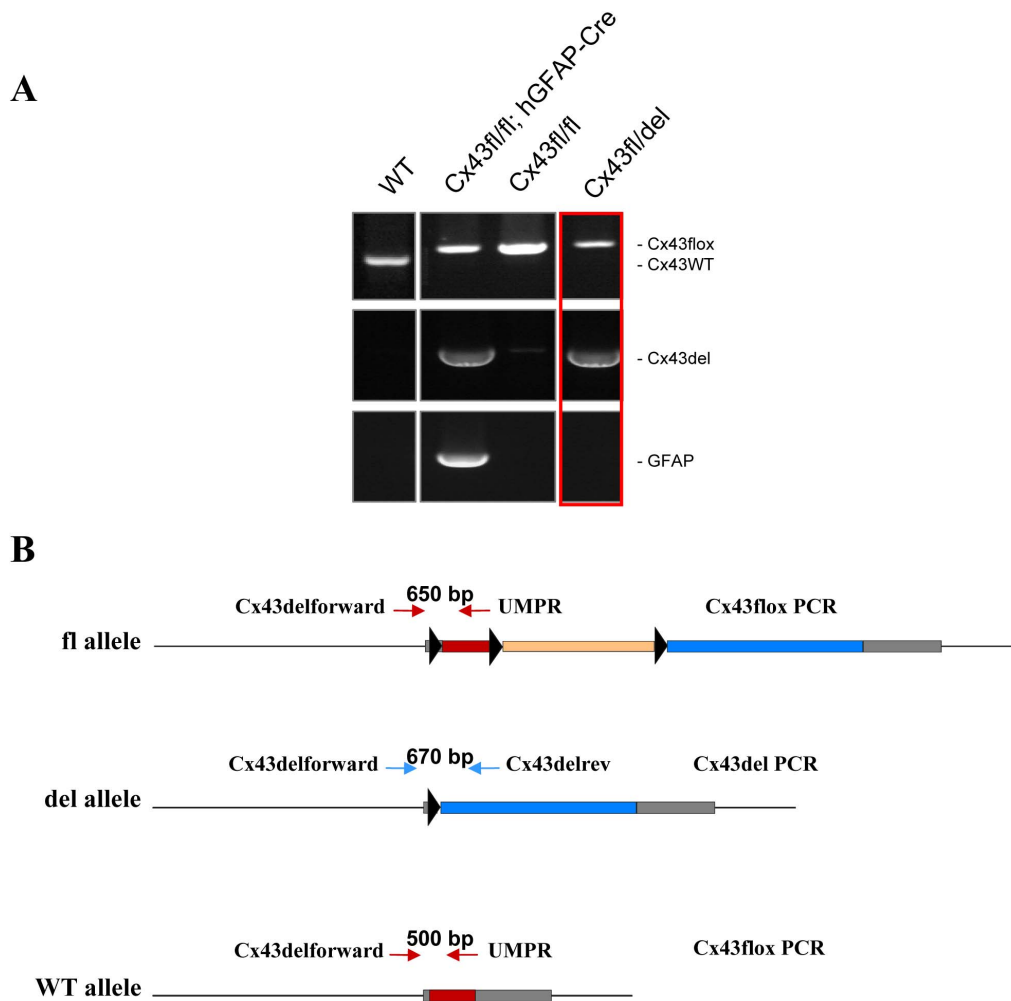 A
WT
Cx43fl/fl; hGFAP-Cre
Cx43fl/fl
Cx43fl/del
- Cx43flox
- Cx43WT
- Cx43del
- GFAP
B
650 bp
Cx43delforward UMPR Cx43flox PCR
fl allele
670 bp
Cx43delforward Cx43delrev Cx43del PCR
del allele
500 bp
Cx43delforward UMPR Cx43flox PCR
WT allele